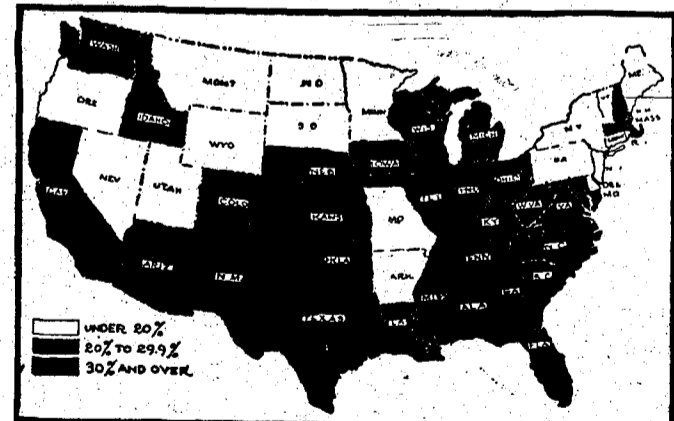 WASH
MONT
N D
ME.
ORE
IDAHO
S D
MINN
WIS
MICH
N.Y
VT
N.H
MASS
R.I
WYO
NEB
IOWA
PA
N.J
NEV
UTAH
COLO
ILL
IND
OHIO
DEL
MD
CAL
KANS
MO
KY
W.VA
VA
ARIZ
N.M.
OKLA
ARK
TENN
N.C
S.C
TEXAS
LA
MISS
ALA
GA
FLA
UNDER 20%
20% TO 29.9%
30% AND OVER